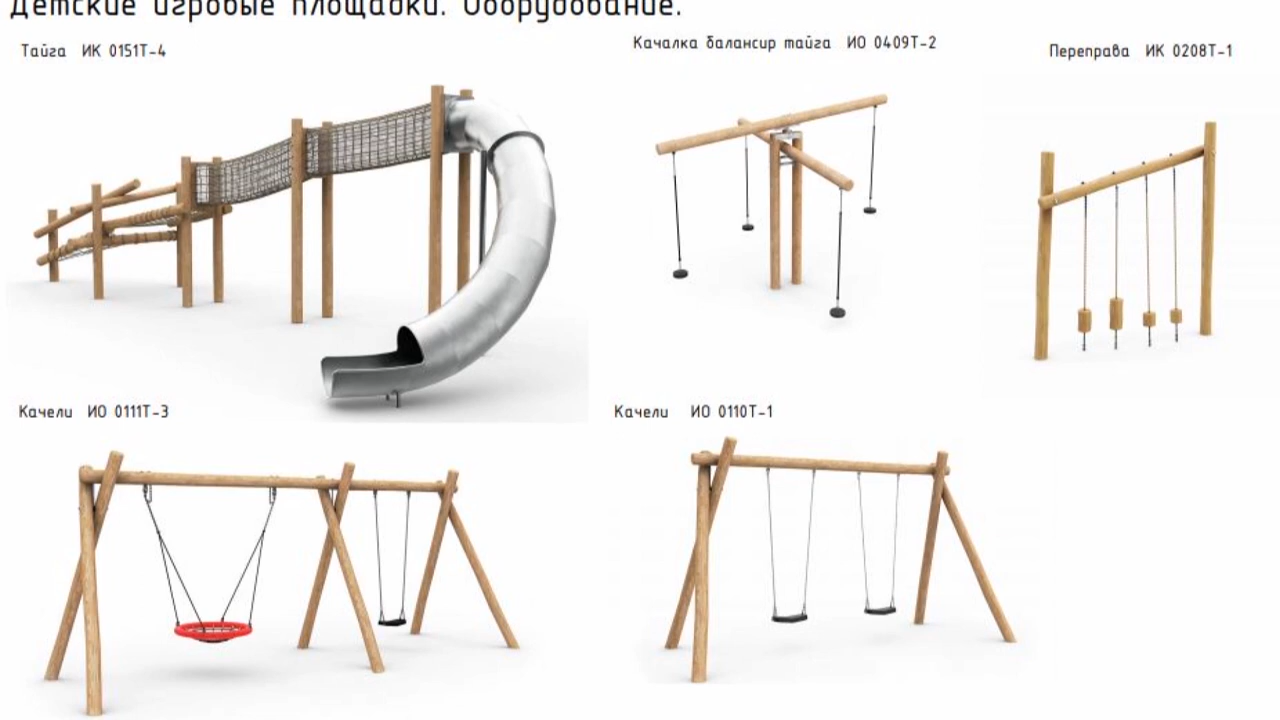 Детские игровые площадки. Оборудование.
Тайга ИК 0151Т-4
Качалка балансир тайга ИО 0409Т-2
Переправа ИК 0208Т-1
Качели ИО 0111Т-3
Качели ИО 0110Т-1